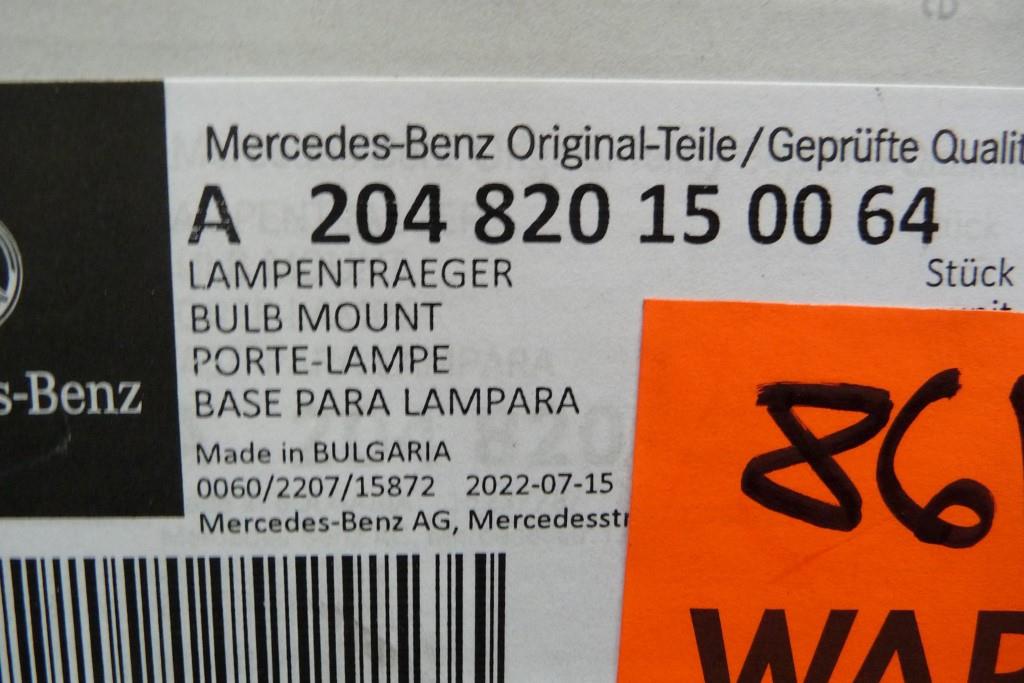 Mercedes-Benz Original-Teile/Geprüfte Qualit
A 204 820 15 00 64
LAMPENTRAEGER
Stück
BULB MOUNT
PORTE-LAMPE
BASE PARA LAMPARA
s-Benz
Made in BULGARIA
0060/2207/15872 2022-07-15
Mercedes-Benz AG, Mercedesstr
86
WAR